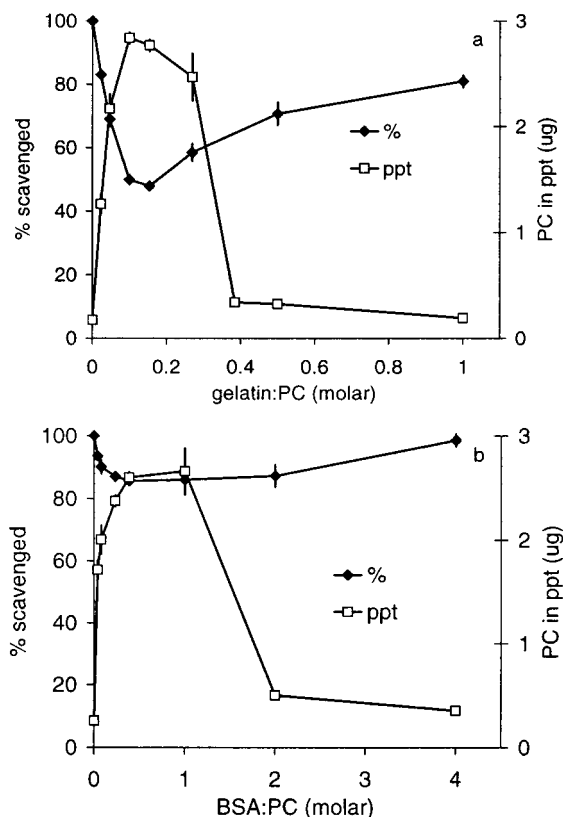 a
100
80
60
40
20
0
% scavenged
3
2
1
0
PC in ppt (ug)
%
ppt
0 0.2 0.4 0.6 0.8 1
gelatin:PC (molar)
b
100
80
60
40
20
0
% scavenged
3
2
1
0
PC in ppt (ug)
%
ppt
0 1 2 3 4
BSA:PC (molar)